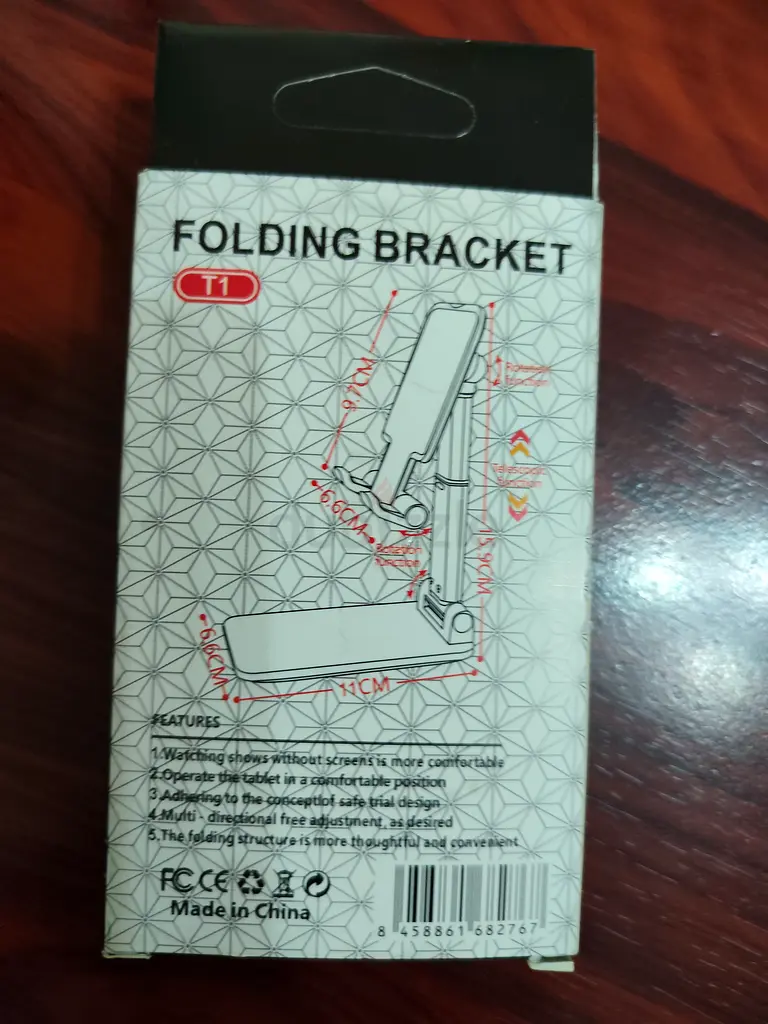 FOLDING BRACKET
T1
9.7CM
Rotation
function
Telescopic
function
6.6CM
Rotation
function
15.9CM
6.6CM
11CM
FEATURES
1.Watching shows without screens is more comfortable
2.Operate the tablet in a comfortable position
3.Adhering to the conceptlof safe trial design
4.Multi - directional free adjustment, as desired
5.The folding structure is more thoughtful and convenient
FC CE
Made in China
8 458861 682767